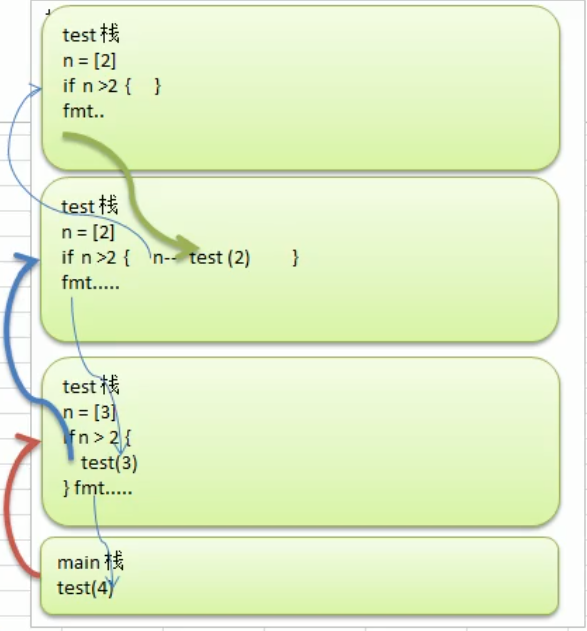 test 栈
n = [2]
if n >2 { }
fmt..
test 栈
n = [2]
if n >2 { n-- test (2) }
fmt.....
test 栈
n = [3]
if n > 2 {
test(3)
} fmt.....
main 栈
test(4)